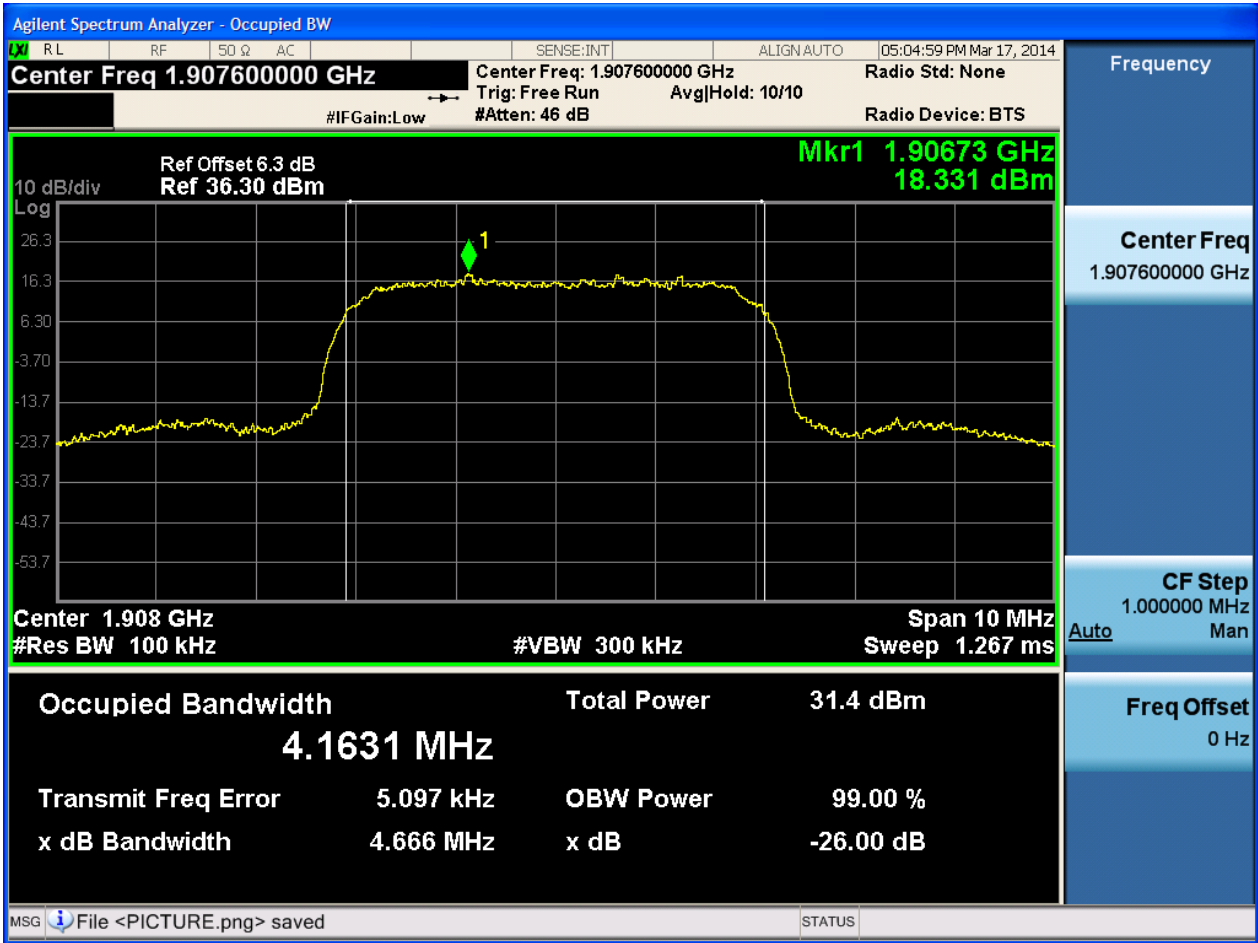 Agilent Spectrum Analyzer - Occupied BW
LXI RL RF 50 Ω AC SENSE:INT ALIGN AUTO 05:04:59 PM Mar 17, 2014
Center Freq 1.907600000 GHz
Center Freq: 1.907600000 GHz
Radio Std: None
Trig: Free Run Avg|Hold: 10/10
#IFGain:Low
#Atten: 46 dB
Radio Device: BTS
Mkr1 1.90673 GHz
18.331 dBm
Ref Offset 6.3 dB
10 dB/div Ref 36.30 dBm
Log
1
26.3
16.3
6.30
-3.70
-13.7
-23.7
-33.7
-43.7
-53.7
Center 1.908 GHz
Span 10 MHz
#Res BW 100 kHz
#VBW 300 kHz
Sweep 1.267 ms
Occupied Bandwidth
Total Power 31.4 dBm
4.1631 MHz
Transmit Freq Error 5.097 kHz
OBW Power 99.00 %
x dB Bandwidth 4.666 MHz
x dB -26.00 dB
MSG File <PICTURE.png> saved
STATUS
Frequency
Center Freq
1.907600000 GHz
CF Step
1.000000 MHz
Auto Man
Freq Offset
0 Hz